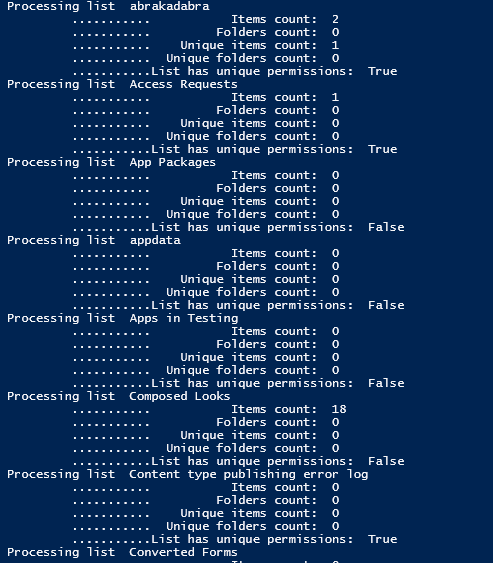 Processing list  abrakadabra
...........           Items count:  2
...........         Folders count:  0
...........    Unique items count:  1
...........  Unique folders count:  0
...........List has unique permissions:  True
Processing list  Access Requests
...........           Items count:  1
...........         Folders count:  0
...........    Unique items count:  0
...........  Unique folders count:  0
...........List has unique permissions:  True
Processing list  App Packages
...........           Items count:  0
...........         Folders count:  0
...........    Unique items count:  0
...........  Unique folders count:  0
...........List has unique permissions:  False
Processing list  appdata
...........           Items count:  0
...........         Folders count:  0
...........    Unique items count:  0
...........  Unique folders count:  0
...........List has unique permissions:  False
Processing list  Apps in Testing
...........           Items count:  0
...........         Folders count:  0
...........    Unique items count:  0
...........  Unique folders count:  0
...........List has unique permissions:  False
Processing list  Composed Looks
...........           Items count:  18
...........         Folders count:  0
...........    Unique items count:  0
...........  Unique folders count:  0
...........List has unique permissions:  False
Processing list  Content type publishing error log
...........           Items count:  0
...........         Folders count:  0
...........    Unique items count:  0
...........  Unique folders count:  0
...........List has unique permissions:  True
Processing list  Converted Forms